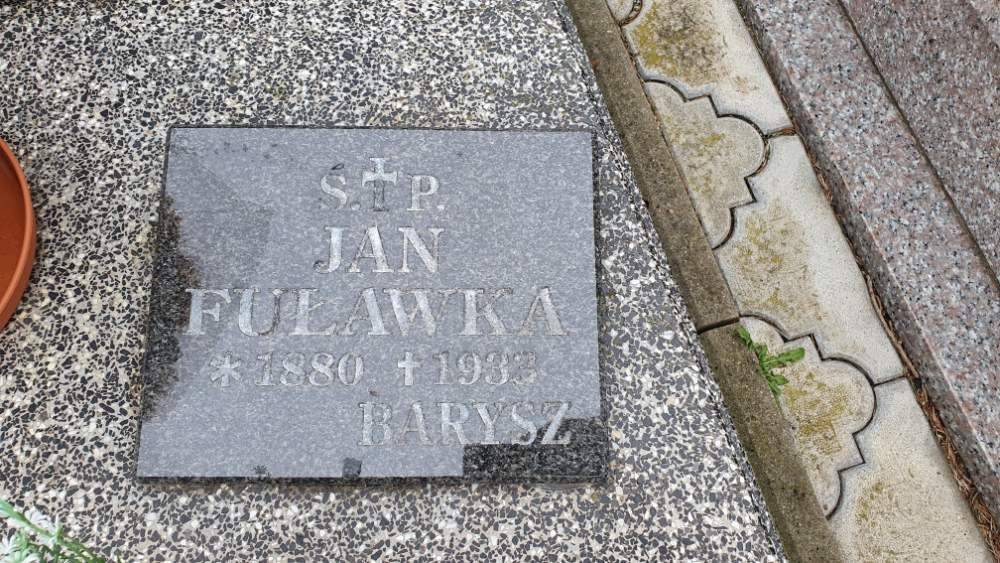 Ś. ✝ P.
JAN
FUŁAWKA
* 1880 ✝ 1933
BARYSZ